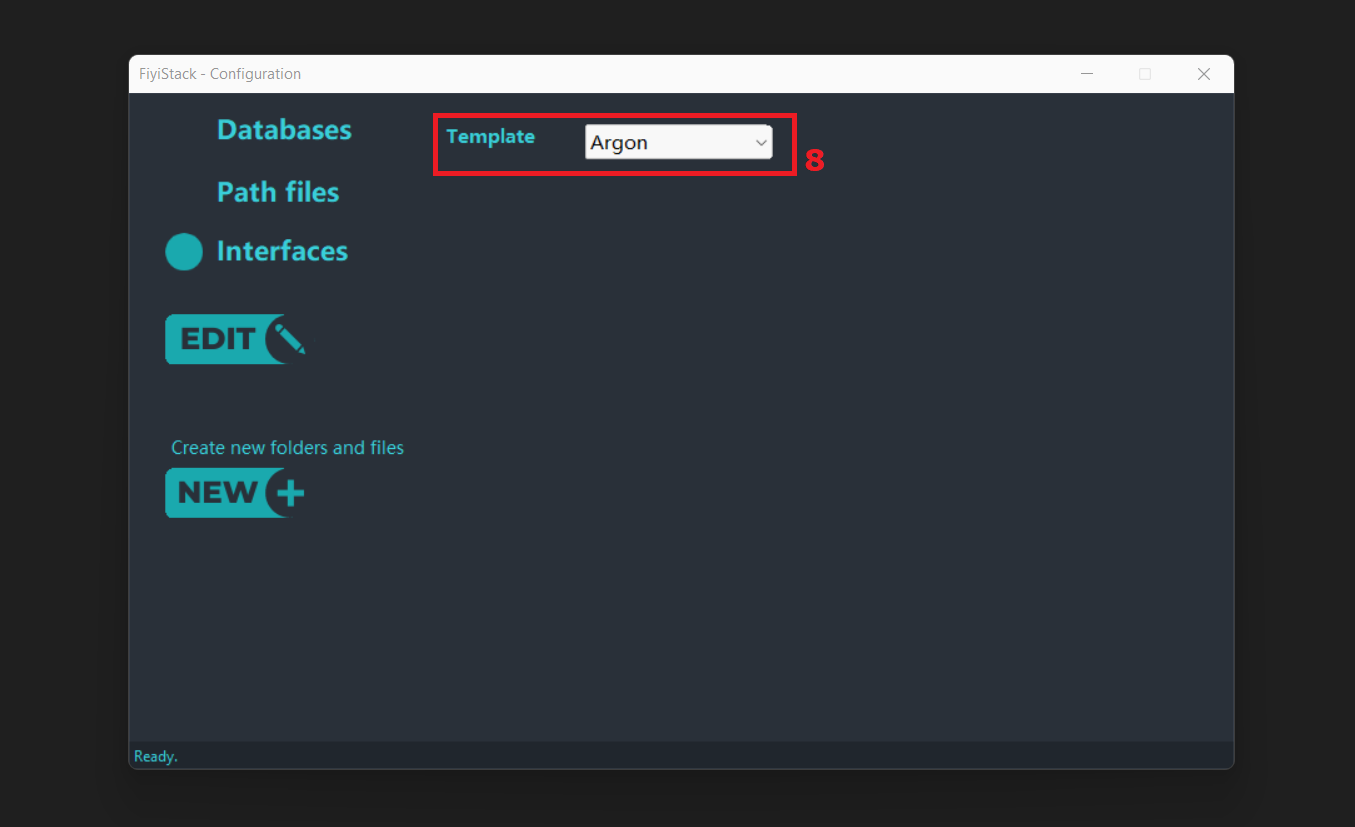 FiyiStack - Configuration
Databases
Path files
Interfaces
EDIT
Create new folders and files
NEW
Template
Argon
8
Ready.